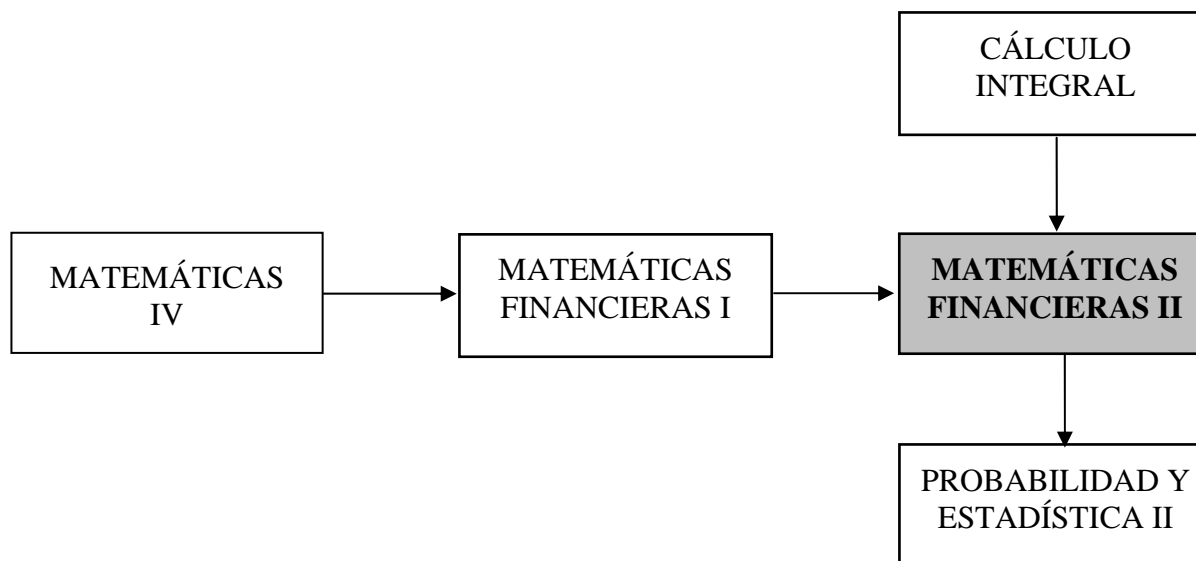 CÁLCULO
INTEGRAL
MATEMÁTICAS
IV
MATEMÁTICAS
FINANCIERAS I
MATEMÁTICAS
FINANCIERAS II
PROBABILIDAD Y
ESTADÍSTICA II